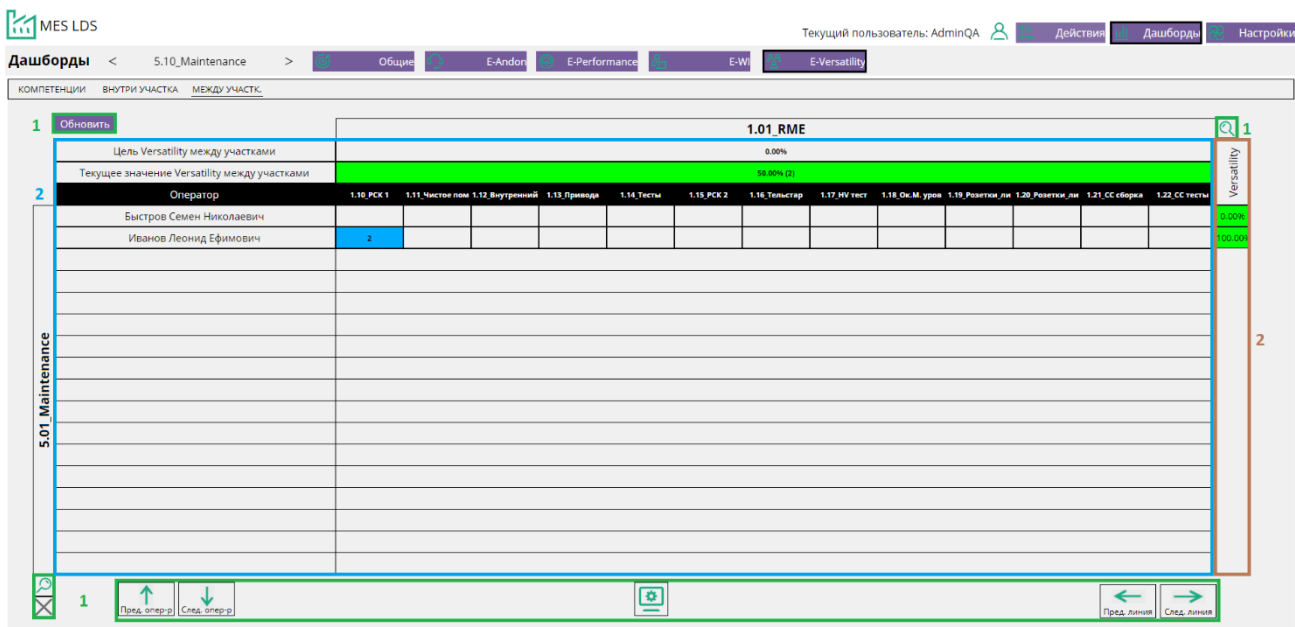 MES LDS
Текущий пользователь: AdminQA Действия Дашборды Настройки
Дашборды < 5.10_Maintenance > Общие E-Andon E-Performance E-WI E-Versatility
КОМПЕТЕНЦИИ ВНУТРИ УЧАСТКА МЕЖДУ УЧАСТК.
1 Обновить 1.01_RME 1
Цель Versatility между участками 0.00% Versatility
Текущее значение Versatility между участками 50.00% (2)
2 Оператор 1.10_РСК 1 1.11_Чистое пом 1.12_Внутренний 1.13_Привода 1.14_Тесты 1.15_РСК 2 1.16_Тельстар 1.17_HV тест 1.18_Ок.М. уров 1.19_Розетки_ли 1.20_Розетки_ли 1.21_СС сборка 1.22_СС тесты
Быстров Семен Николаевич 0.00%
Иванов Леонид Ефимович 2 100.00%
5.01_Maintenance
2
1 Пред. опер-р След. опер-р Пред. линия След. линия